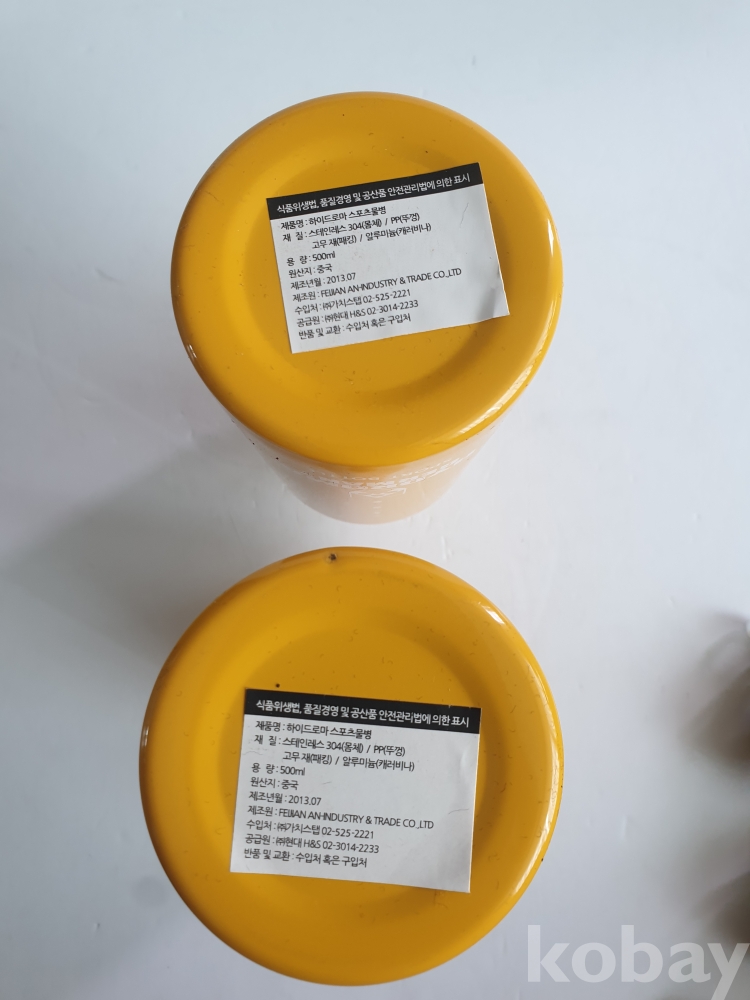 식품위생법, 품질경영 및 공산품 안전관리법에 의한 표시
제품명 : 하이드로마 스포츠물병
재 질 : 스테인레스 304(몸체) / PP(뚜껑)
고무 재(패킹) / 알루미늄(캐러비나)
용 량 : 500ml
원산지 : 중국
제조년월 : 2013.07
제조원 : FEIJIAN AN-INDUSTRY & TRADE CO.,LTD
수입처 : ㈜가치스탭 02-525-2221
공급원 : ㈜현대 H&S 02-3014-2233
반품 및 교환 : 수입처 혹은 구입처
식품위생법, 품질경영 및 공산품 안전관리법에 의한 표시
제품명 : 하이드로마 스포츠물병
재 질 : 스테인레스 304(몸체) / PP(뚜껑)
고무 재(패킹) / 알루미늄(캐러비나)
용 량 : 500ml
원산지 : 중국
제조년월 : 2013.07
제조원 : FEIJIAN AN-INDUSTRY & TRADE CO.,LTD
수입처 : ㈜가치스탭 02-525-2221
공급원 : ㈜현대 H&S 02-3014-2233
반품 및 교환 : 수입처 혹은 구입처
kobay